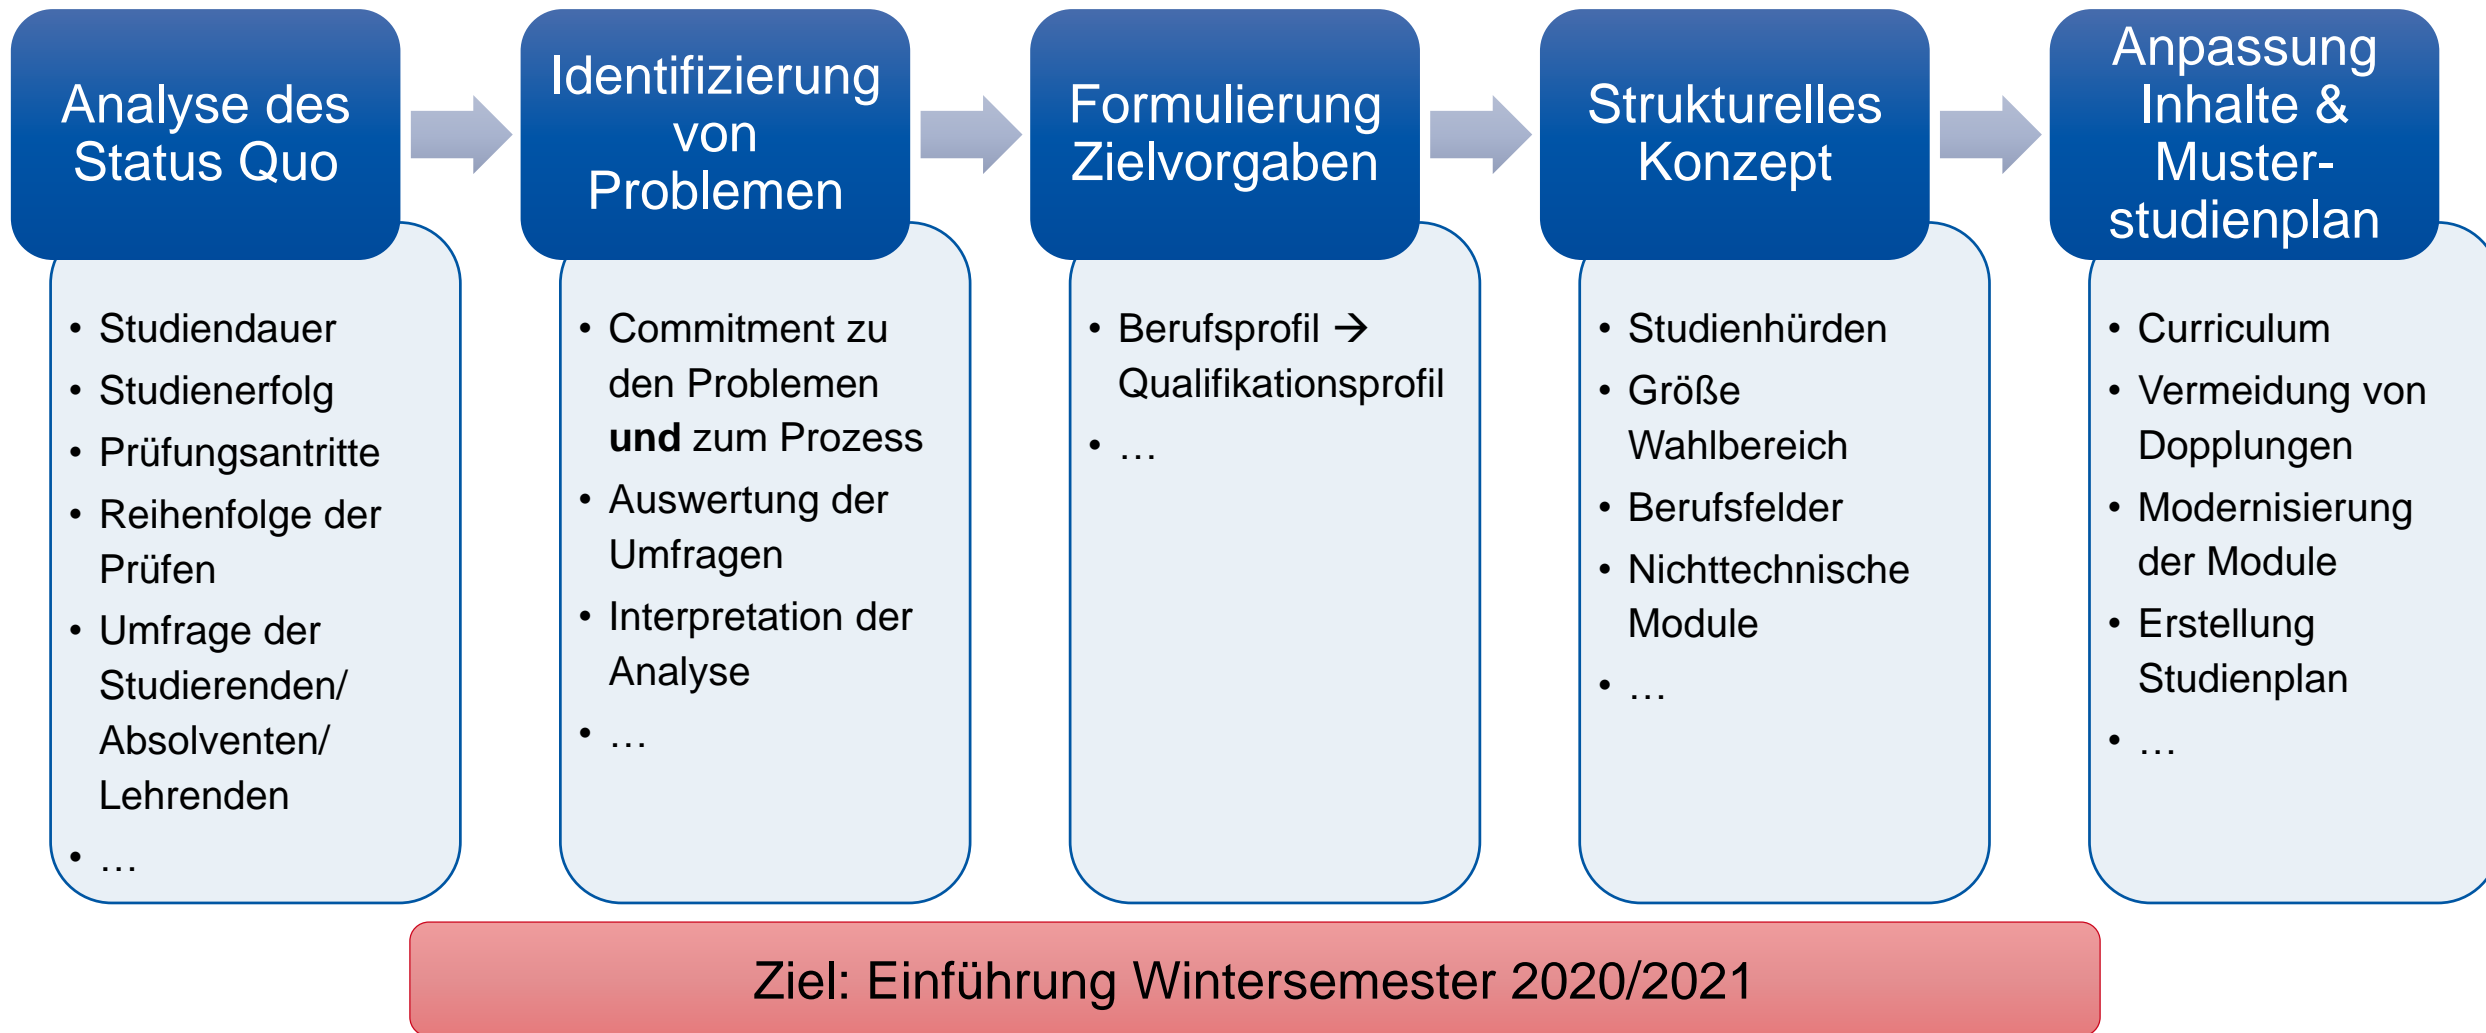 Analyse des
Status Quo
• Studiendauer
• Studienerfolg
• Prüfungsantritte
• Reihenfolge der
Prüfen
• Umfrage der
Studierenden/
Absolventen/
Lehrenden
• …
Identifizierung
von
Problemen
• Commitment zu
den Problemen
und zum Prozess
• Auswertung der
Umfragen
• Interpretation der
Analyse
• …
Formulierung
Zielvorgaben
• Berufsprofil →
Qualifikationsprofil
• …
Strukturelles
Konzept
• Studienhürden
• Größe
Wahlbereich
• Berufsfelder
• Nichttechnische
Module
• …
Anpassung
Inhalte &
Muster-
studienplan
• Curriculum
• Vermeidung von
Dopplungen
• Modernisierung
der Module
• Erstellung
Studienplan
• …
Ziel: Einführung Wintersemester 2020/2021